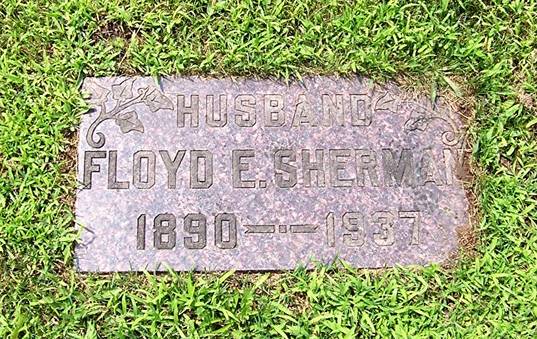 HUSBAND
FLOYD E. SHERMAN
1890 — 1937